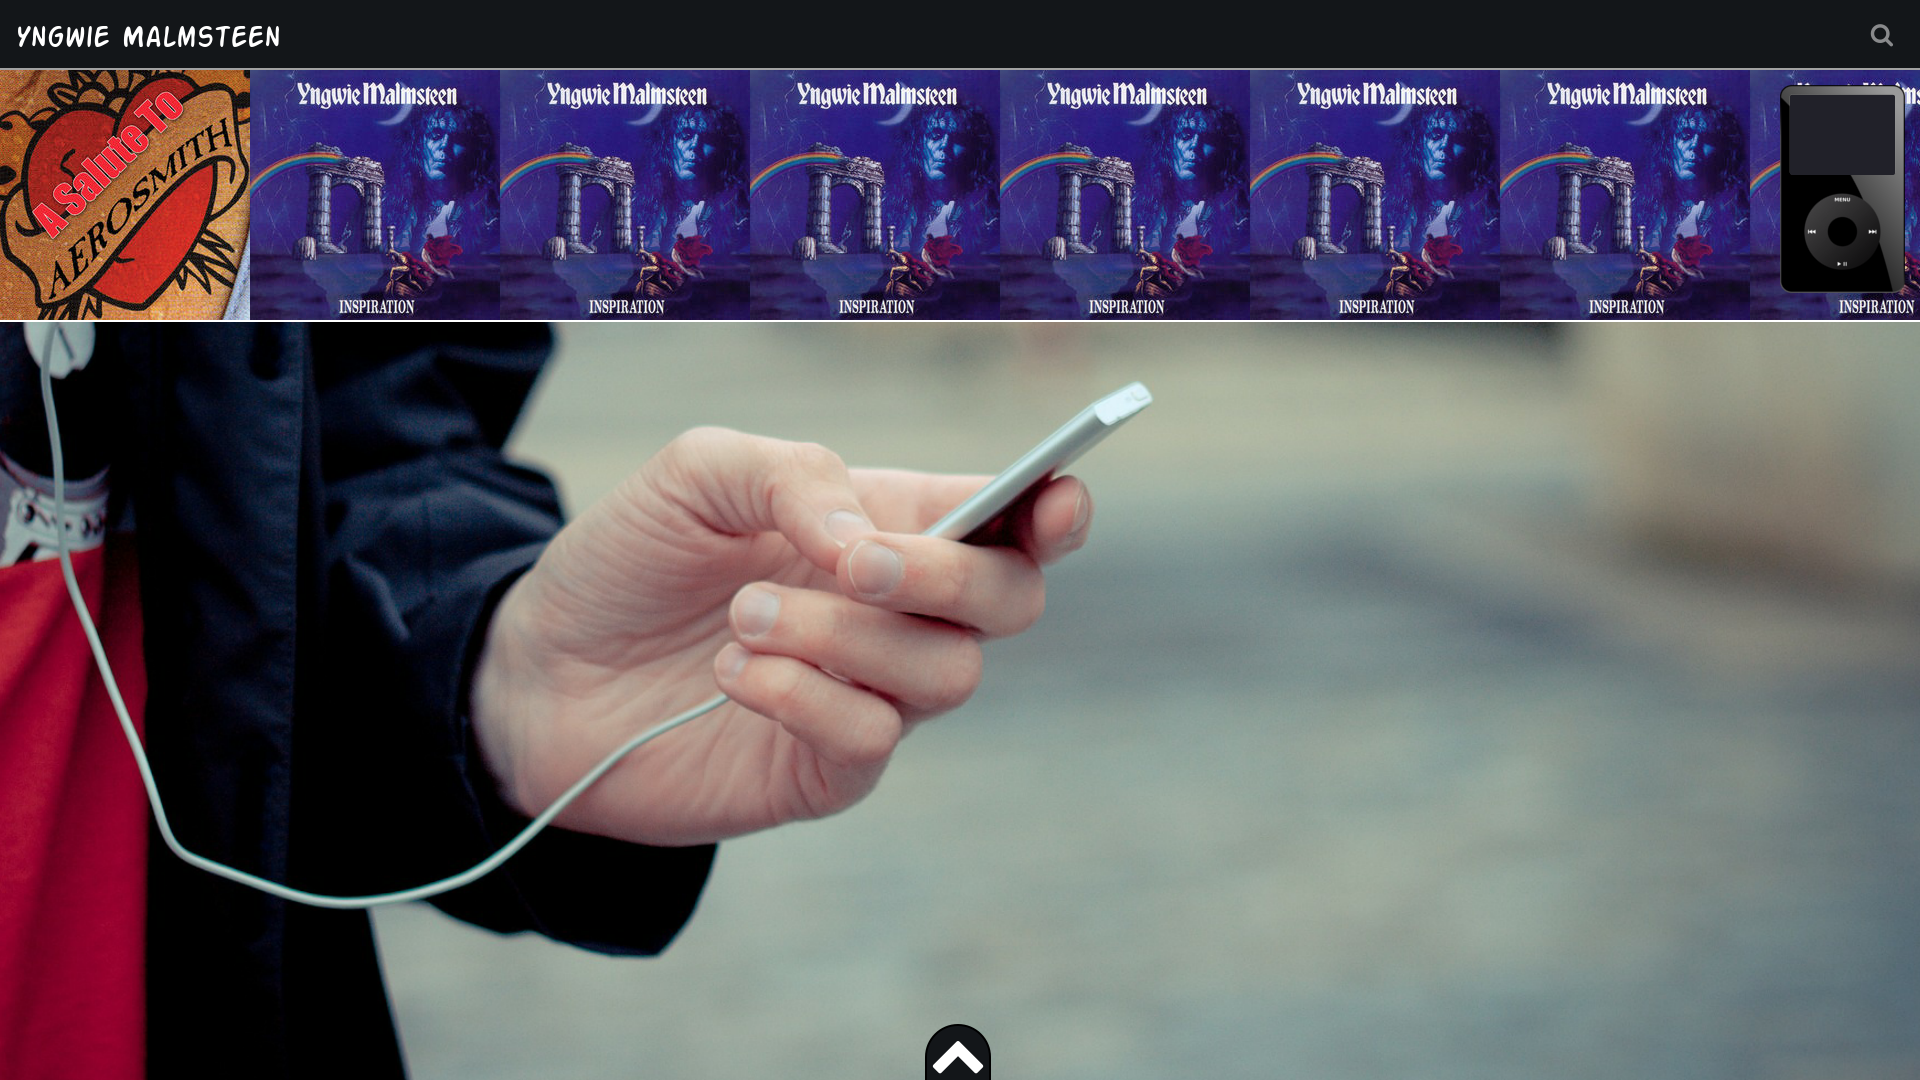 YNGWIE MALMSTEEN
A Salute To
AEROSMITH
Yngwie Malmsteen
INSPIRATION
Yngwie Malmsteen
INSPIRATION
Yngwie Malmsteen
INSPIRATION
Yngwie Malmsteen
INSPIRATION
Yngwie Malmsteen
INSPIRATION
Yngwie Malmsteen
INSPIRATION
MENU
INSPIRATION